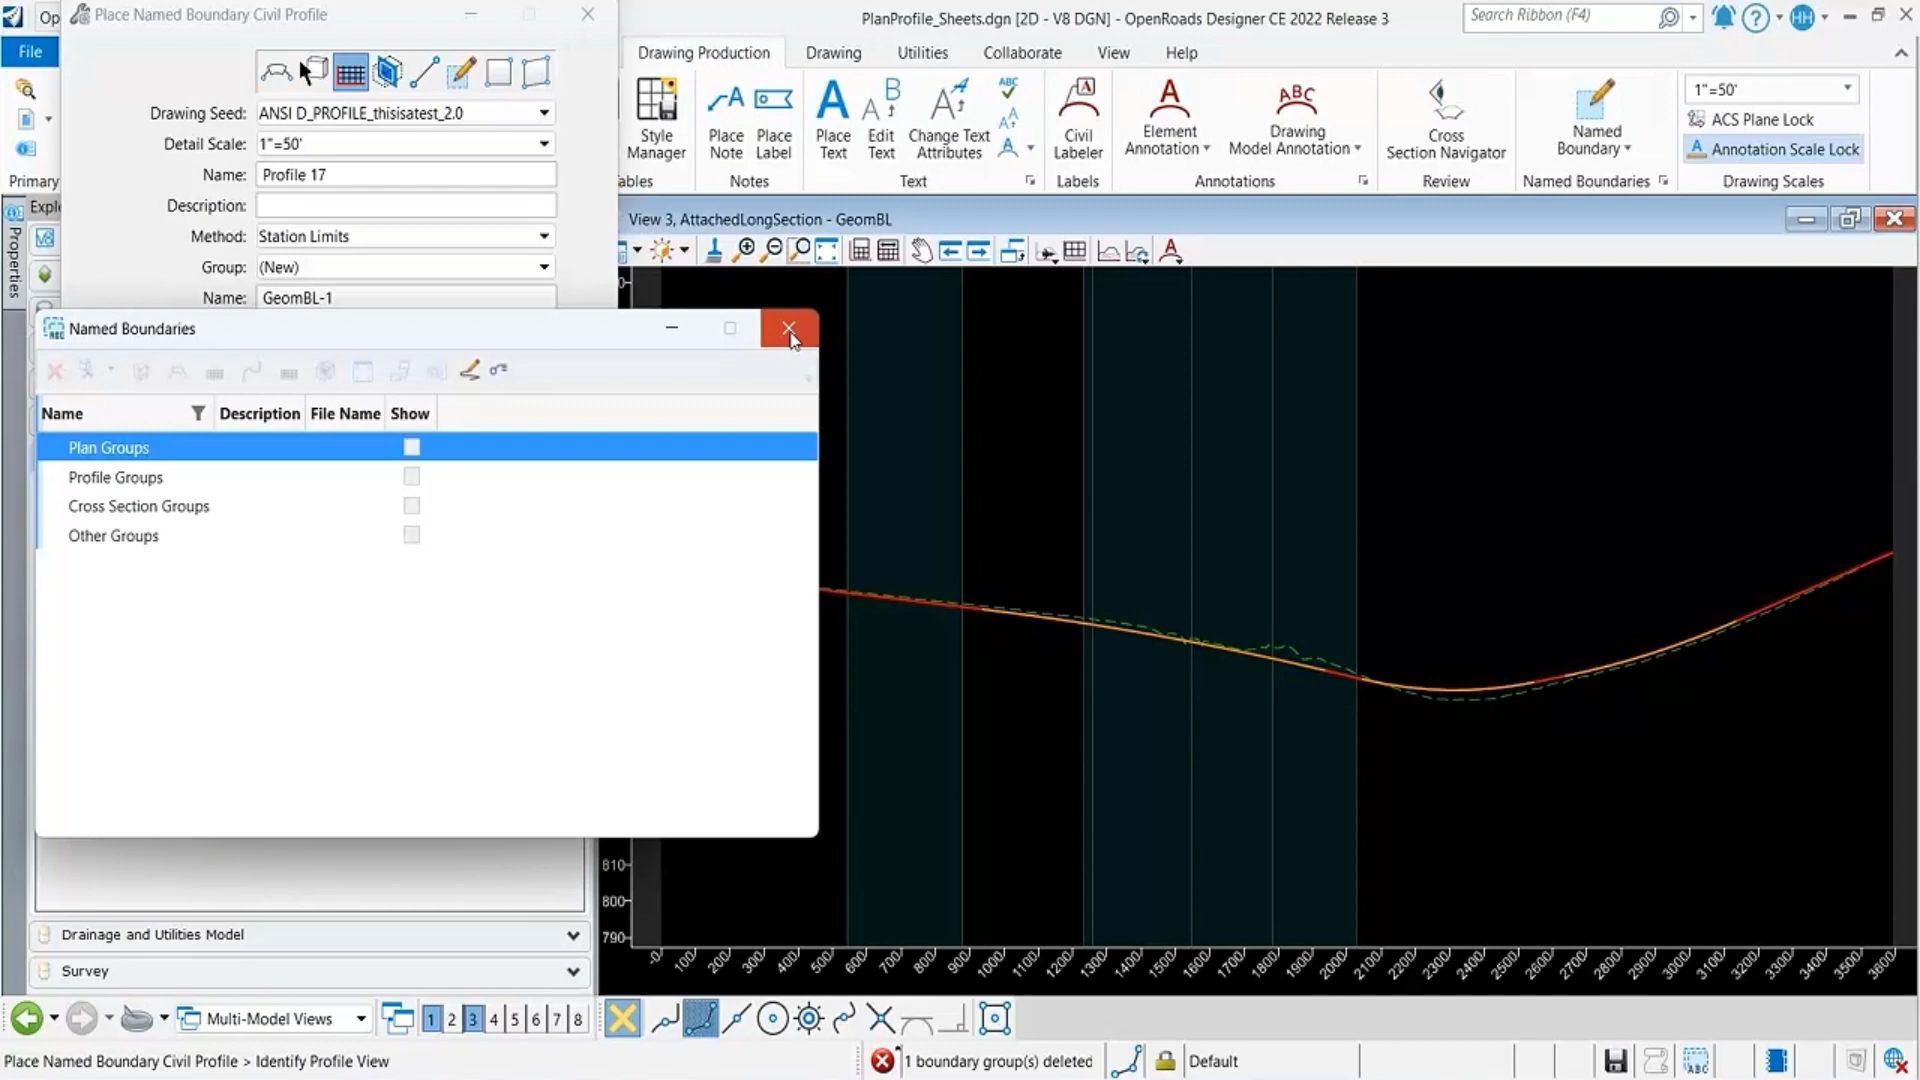 Op
Place Named Boundary Civil Profile
PlanProfile_Sheets.dgn [2D - V8 DGN] - OpenRoads Designer CE 2022 Release 3
Search Ribbon (F4)
HH
File
Drawing Production
Drawing
Utilities
Collaborate
View
Help
Drawing Seed: ANSI D_PROFILE_thisisatest_2.0
Detail Scale: 1"=50'
Name: Profile 17
Description:
Method: Station Limits
Group: (New)
Name: GeomBL-1
Primary
Style Manager
Place Note
Place Label
Place Text
Edit Text
Change Text Attributes
Civil Labeler
Element Annotation
Drawing Model Annotation
Cross Section Navigator
Named Boundary
1"=50'
ACS Plane Lock
Annotation Scale Lock
ables
Notes
Text
Labels
Annotations
Review
Named Boundaries
Drawing Scales
Explo
Properties
View 3, AttachedLongSection - GeomBL
Named Boundaries
Name
Description
File Name
Show
Plan Groups
Profile Groups
Cross Section Groups
Other Groups
810
800
790
-0 100 200 300 400 500 600 700 800 900 1000 1100 1200 1300 1400 1500 1600 1700 1800 1900 2000 2100 2200 2300 2400 2500 2600 2700 2800 2900 3000 3100 3200 3300 3400 3500 3600
Drainage and Utilities Model
Survey
Multi-Model Views
1 2 3 4 5 6 7 8
Place Named Boundary Civil Profile > Identify Profile View
1 boundary group(s) deleted
Default